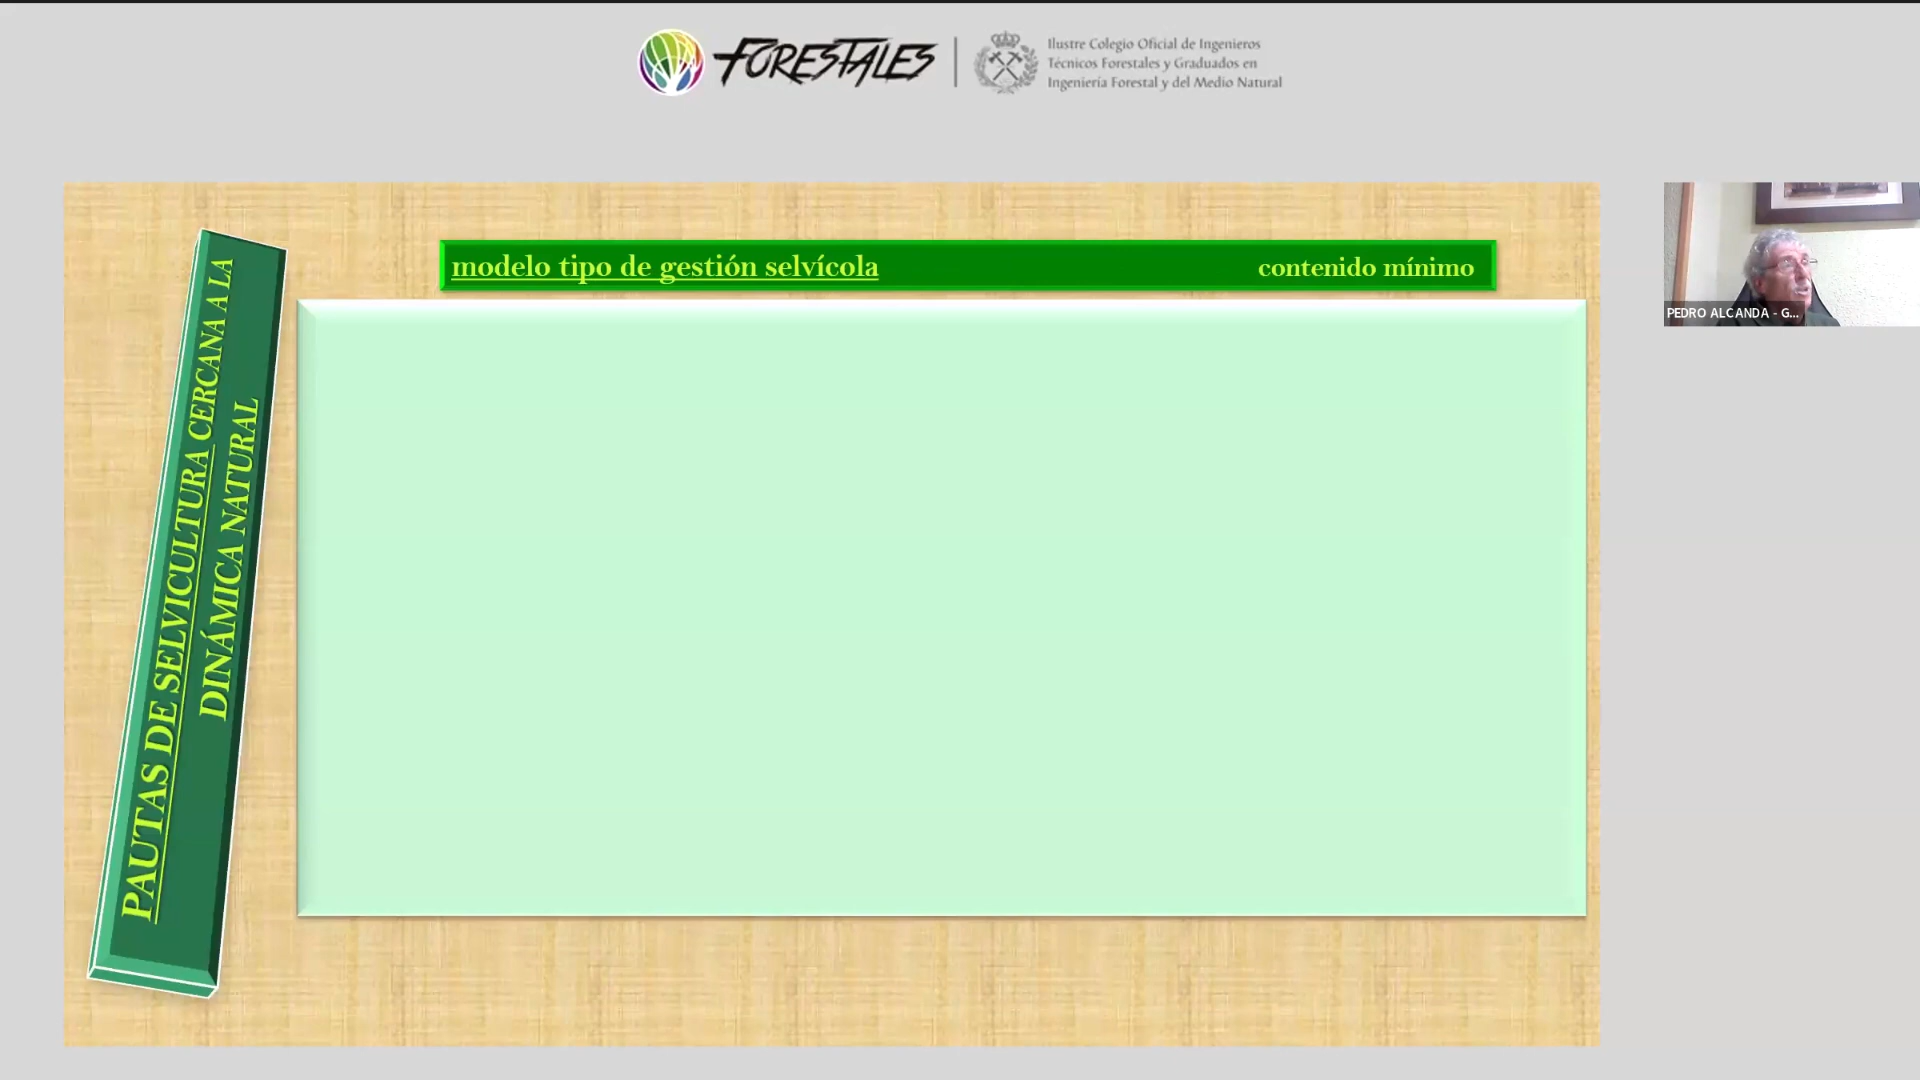 FORESTALES
Ilustre Colegio Oficial de Ingenieros
Técnicos Forestales y Graduados en
Ingeniería Forestal y del Medio Natural
modelo tipo de gestión selvícola contenido mínimo
PAUTAS DE SELVICULTURA CERCANA A LA
DINÁMICA NATURAL
PEDRO ALCANDA - G...